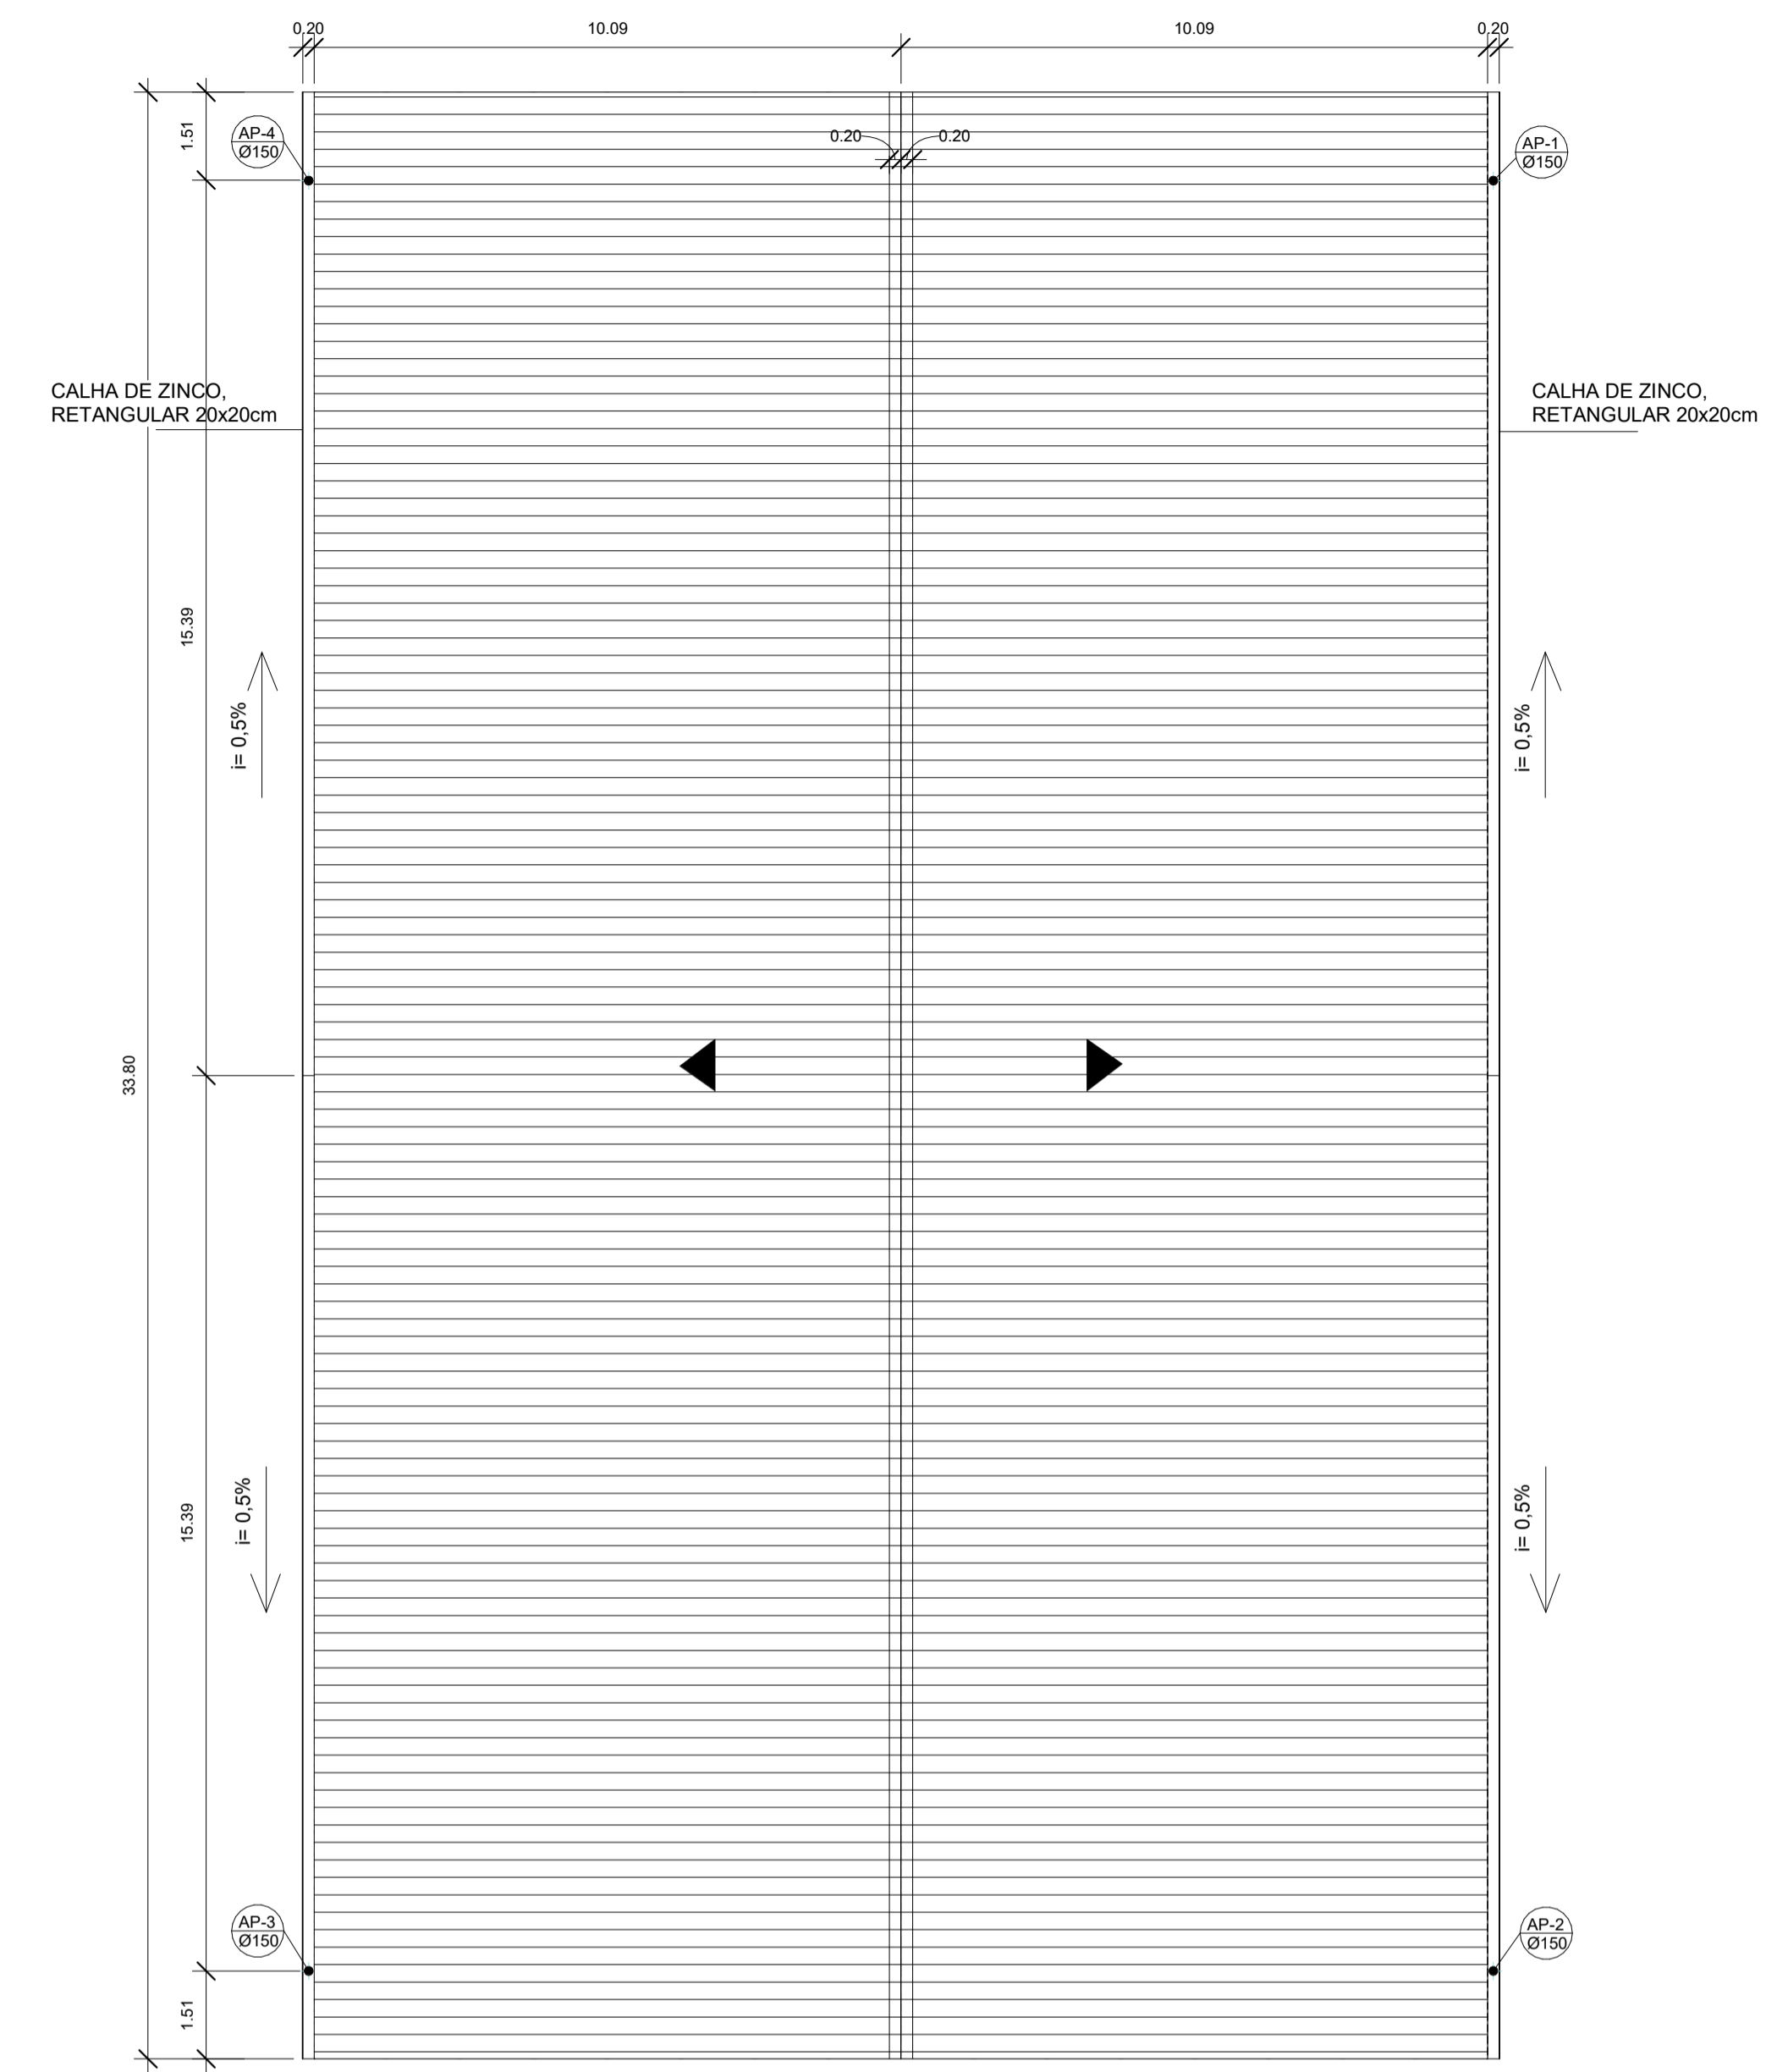 0.20
10.09
10.09
0.20
1.51
AP-4
Ø150
0.20
0.20
AP-1
Ø150
CALHA DE ZINCO,
RETANGULAR 20x20cm
CALHA DE ZINCO,
RETANGULAR 20x20cm
15.39
i= 0,5%
i= 0,5%
33.80
15.39
i= 0,5%
i= 0,5%
AP-3
Ø150
AP-2
Ø150
1.51